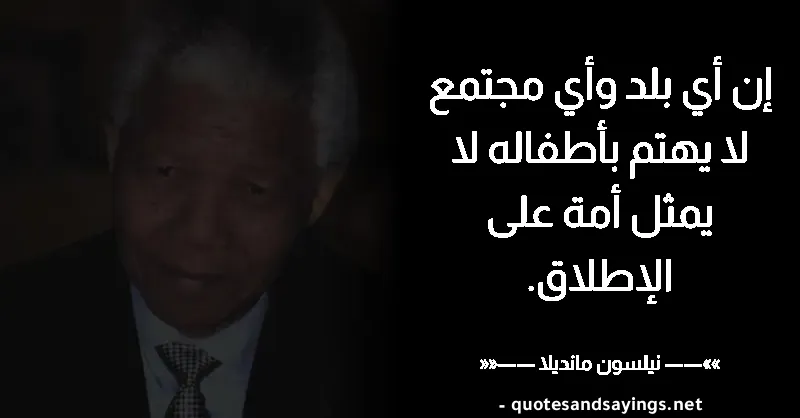 إن أي بلد وأي مجتمع
لا يهتم بأطفاله لا
يمثل أمة على
الإطلاق.
»—— نيلسون مانديلا ——»»
- quotesandsayings.net